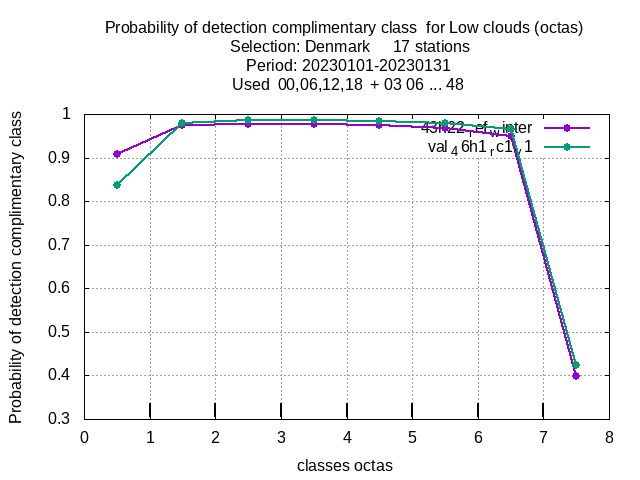 Probability of detection complimentary class  for Low clouds (octas)
Selection: Denmark     17 stations
Period: 20230101-20230131
Used  00,06,12,18  + 03 06 ... 48
Probability of detection complimentary class
1
0.9
0.8
0.7
0.6
0.5
0.4
0.3
43h22_ref_winter
val_46h1_rc1_v1
0 1 2 3 4 5 6 7 8
classes octas